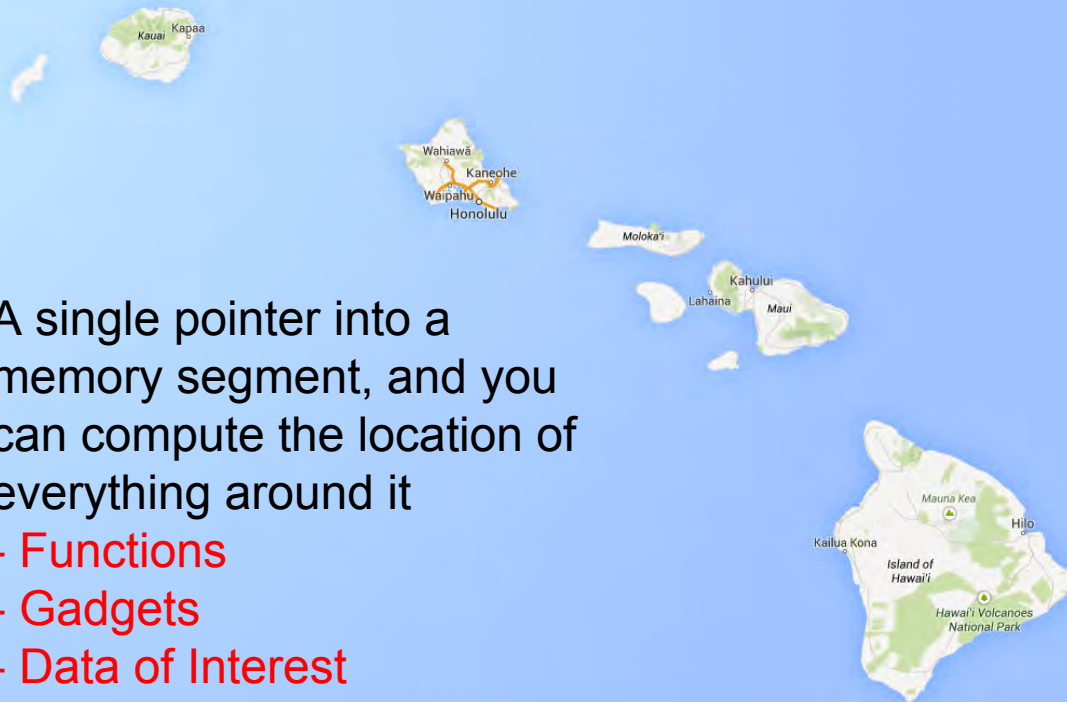 Kauai
Kapaa
Wahiawā
Kaneohe
Waipahu
Honolulu
Moloka'i
Kahului
Lahaina
Maui
A single pointer into a
memory segment, and you
can compute the location of
everything around it
- Functions
- Gadgets
- Data of Interest
Mauna Kea
Hilo
Kailua Kona
Island of
Hawai'i
Hawai'i Volcanoes
National Park